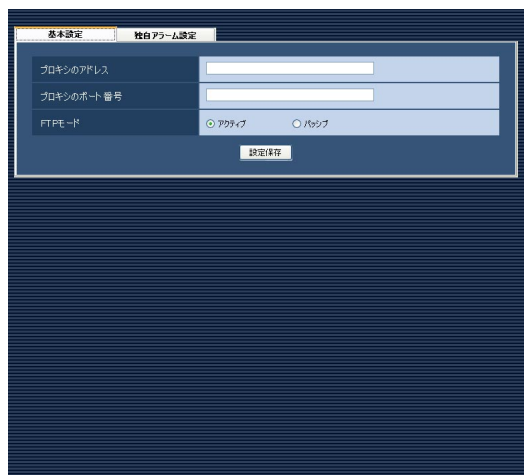 基本設定
独自アラーム設定
プロキシのアドレス
プロキシのポート番号
FTPモード
アクティブ
パッシブ
設定保存